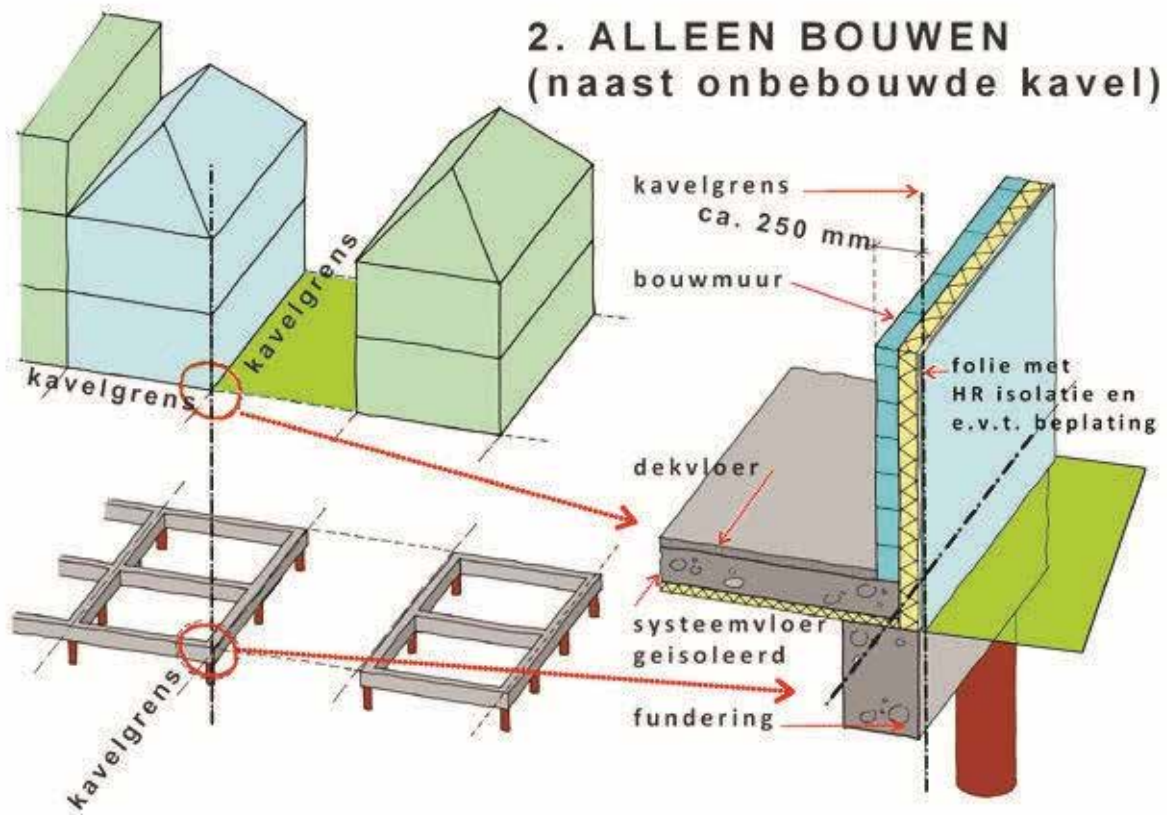 2. ALLEEN BOUWEN
(naast onbebouwde kavel)
kavelgrens
kavelgrens
kavelgrens
kavelgrens
ca. 250 mm
bouwmuur
folie met
HR isolatie en
e.v.t. beplating
dekvloer
systeemvloer
geisoleerd
fundering